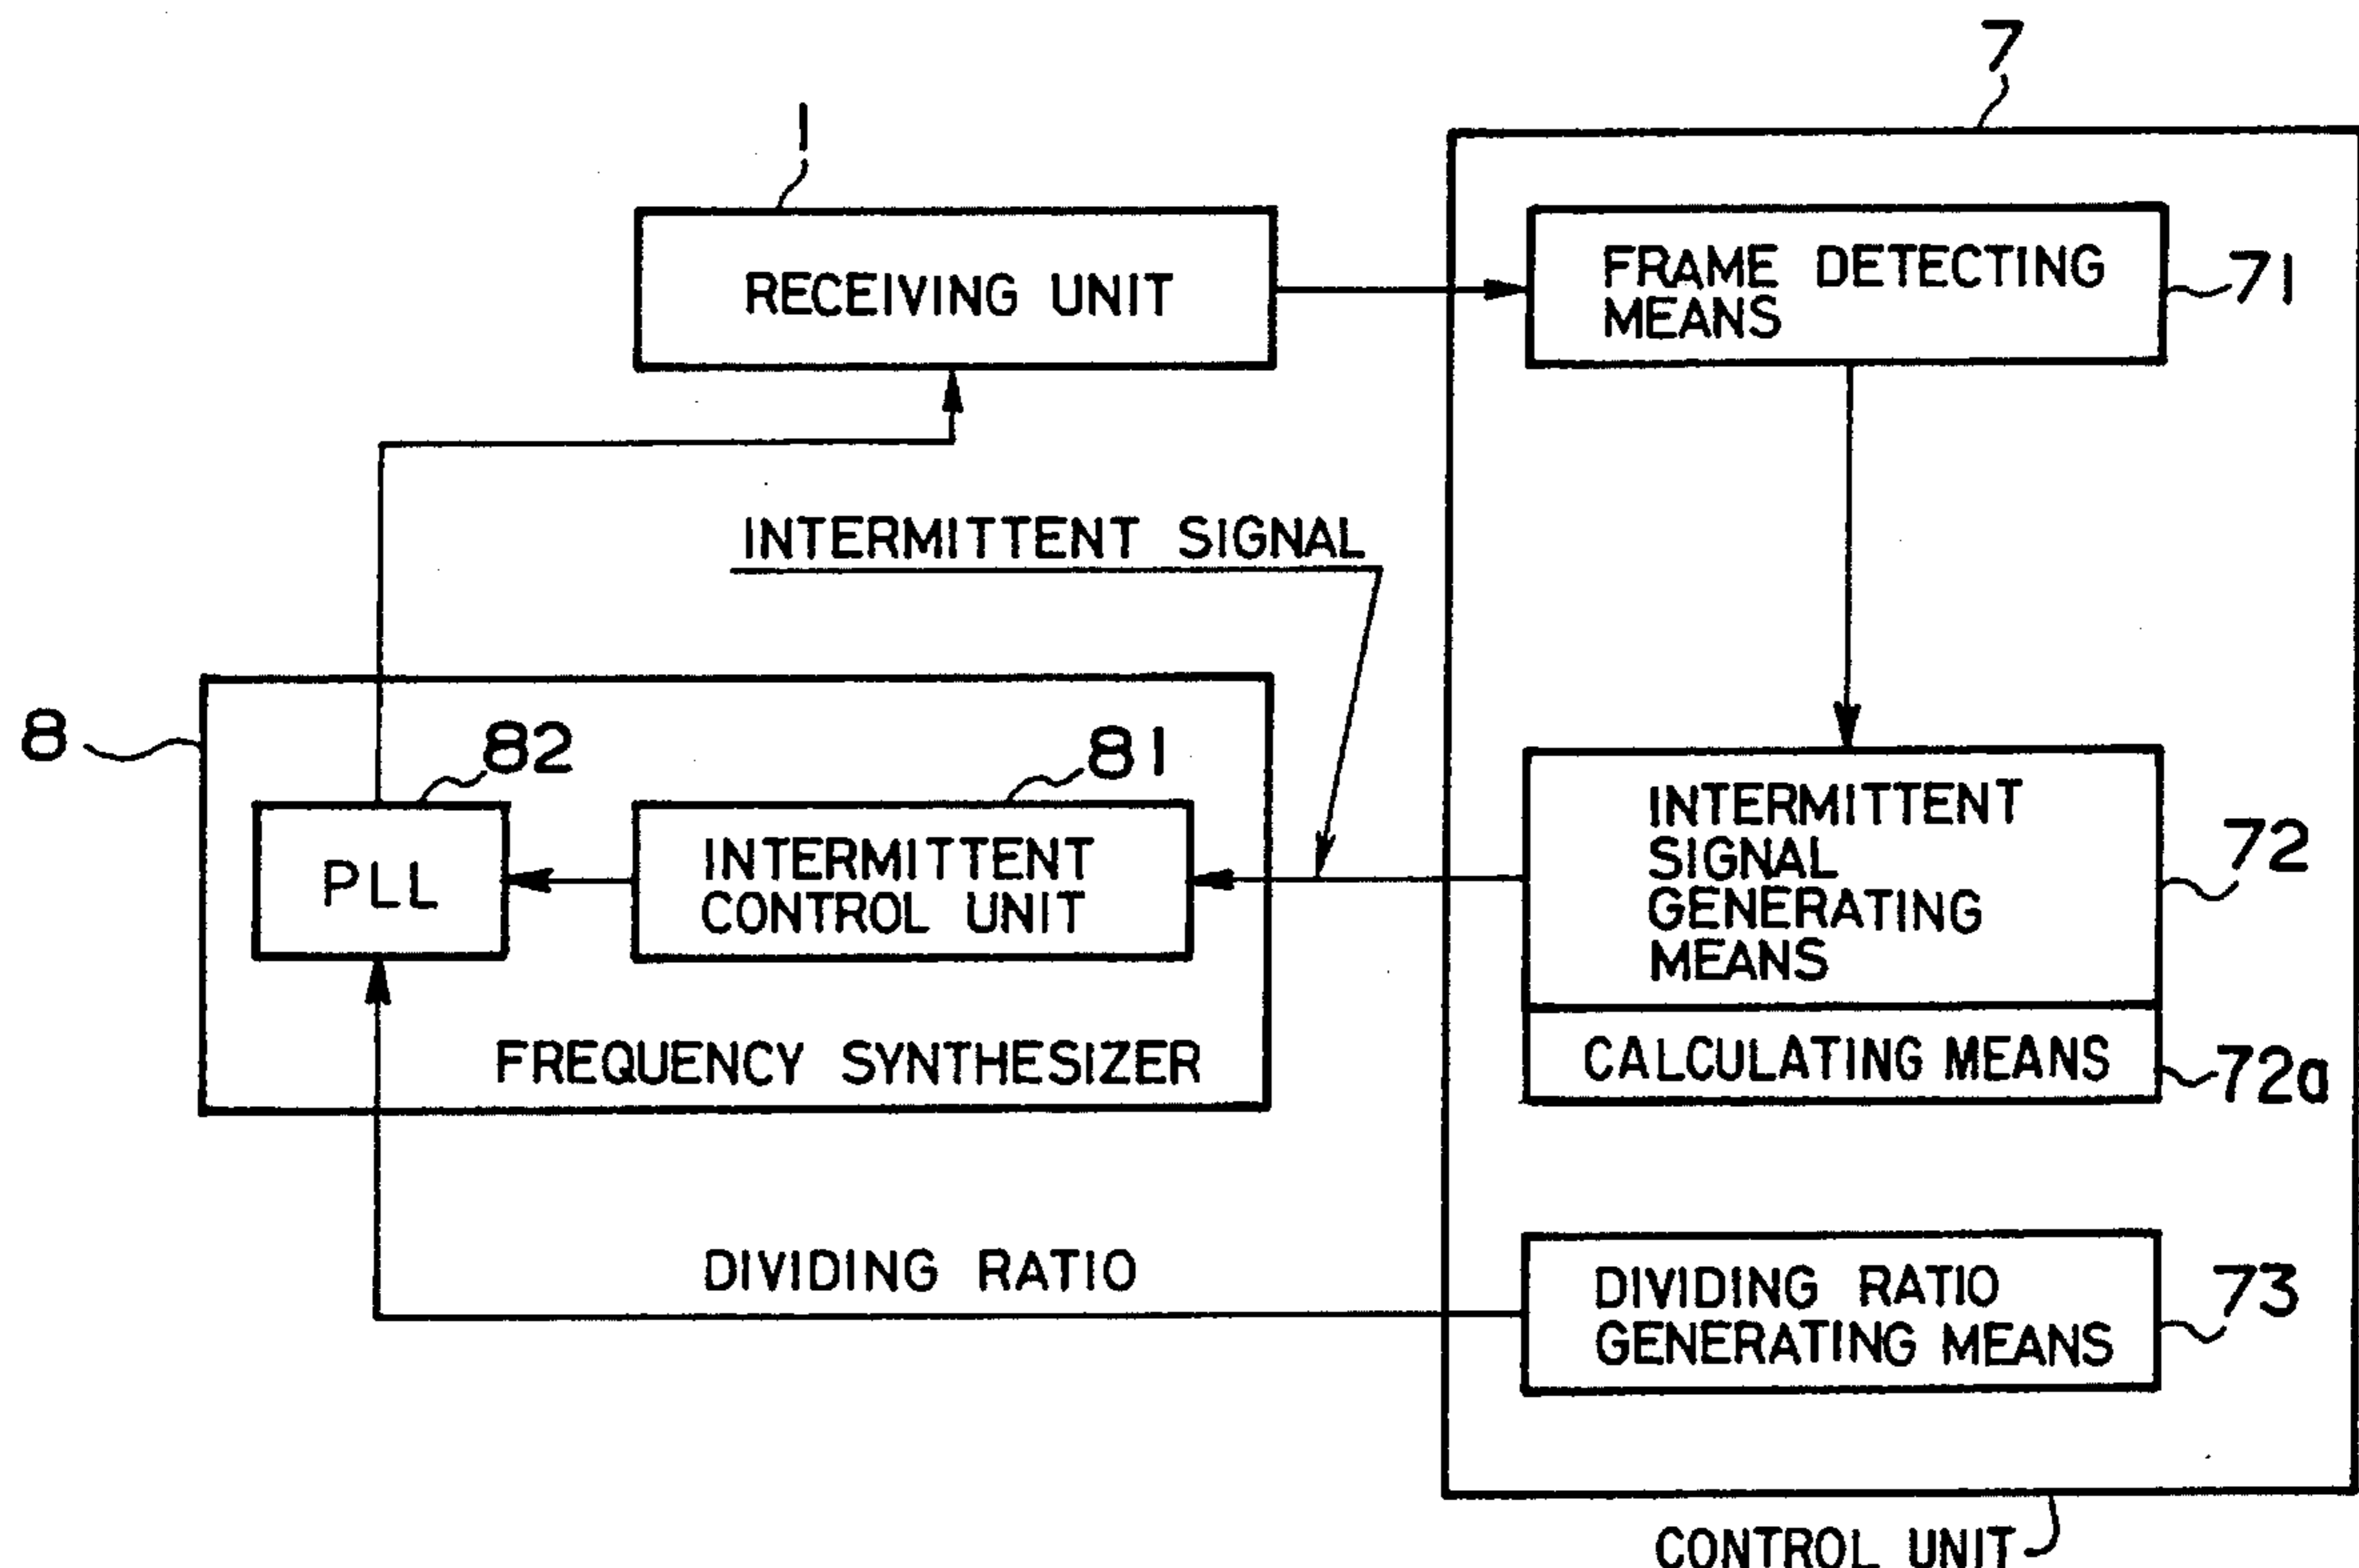 7
1
RECEIVING UNIT
FRAME DETECTING
MEANS
71
INTERMITTENT SIGNAL
8
82
81
PLL
INTERMITTENT
CONTROL UNIT
FREQUENCY SYNTHESIZER
INTERMITTENT
SIGNAL
GENERATING
MEANS
72
CALCULATING MEANS
72a
DIVIDING RATIO
DIVIDING RATIO
GENERATING MEANS
73
CONTROL UNIT